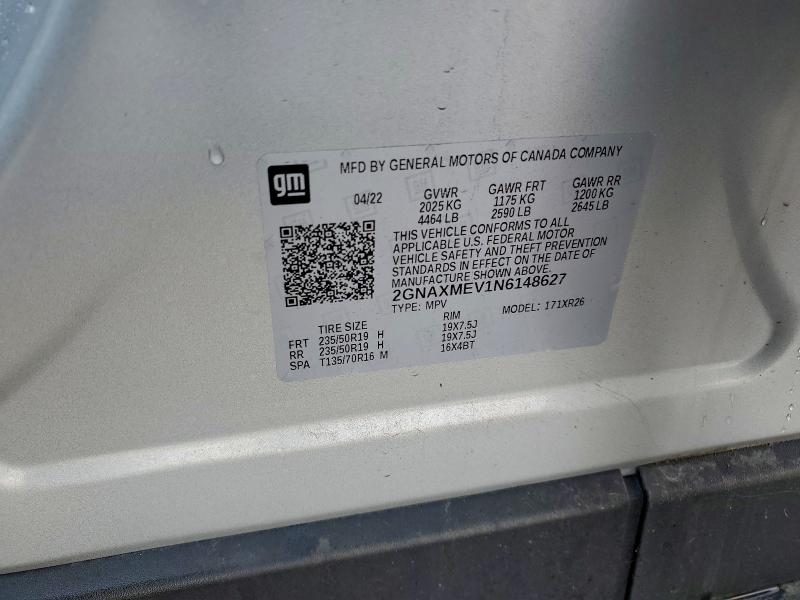 gm
MFD BY GENERAL MOTORS OF CANADA COMPANY
04/22 GVWR GAWR FRT GAWR RR
2025 KG 1175 KG 1200 KG
4464 LB 2590 LB 2645 LB
THIS VEHICLE CONFORMS TO ALL
APPLICABLE U.S. FEDERAL MOTOR
VEHICLE SAFETY AND THEFT PREVENTION
STANDARDS IN EFFECT ON THE DATE OF
MANUFACTURE SHOWN ABOVE.
2GNAXMEV1N6148627
TYPE: MPV MODEL: 171XR26
TIRE SIZE RIM
FRT 235/50R19 H 19X7.5J
RR 235/50R19 H 19X7.5J
SPA T135/70R16 M 16X4BT